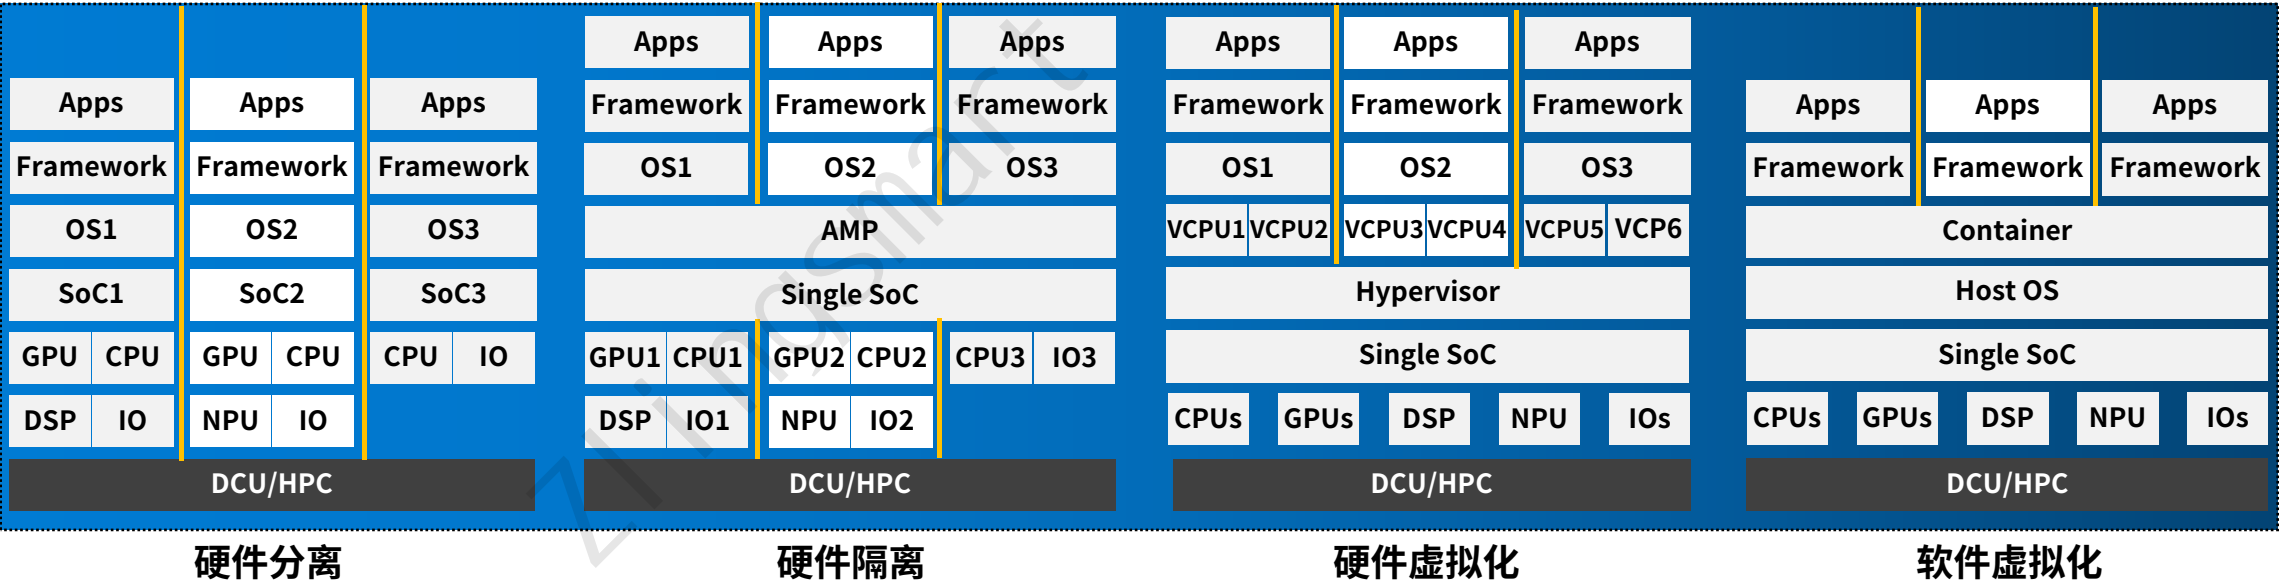 Apps Apps Apps
Framework Framework Framework
OS1 OS2 OS3
SoC1 SoC2 SoC3
GPU CPU GPU CPU CPU IO
DSP IO NPU IO
DCU/HPC
硬件分离
Apps Apps Apps
Framework Framework Framework
OS1 OS2 OS3
AMP
Single SoC
GPU1 CPU1 GPU2 CPU2 CPU3 IO3
DSP IO1 NPU IO2
DCU/HPC
硬件隔离
Apps Apps Apps
Framework Framework Framework
OS1 OS2 OS3
VCPU1 VCPU2 VCPU3 VCPU4 VCPU5 VCP6
Hypervisor
Single SoC
CPUs GPUs DSP NPU IOs
DCU/HPC
硬件虚拟化
Apps Apps Apps
Framework Framework Framework
Container
Host OS
Single SoC
CPUs GPUs DSP NPU IOs
DCU/HPC
软件虚拟化